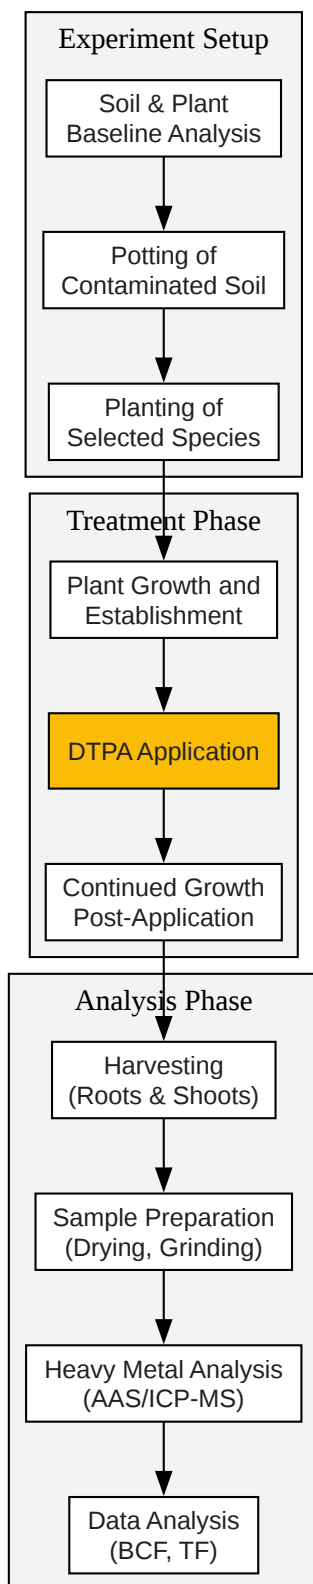 Experiment Setup
Soil & Plant
Baseline Analysis
Potting of
Contaminated Soil
Planting of
Selected Species
Treatment Phase
Plant Growth and
Establishment
DTPA Application
Continued Growth
Post-Application
Analysis Phase
Harvesting
(Roots & Shoots)
Sample Preparation
(Drying, Grinding)
Heavy Metal Analysis
(AAS/ICP-MS)
Data Analysis
(BCF, TF)